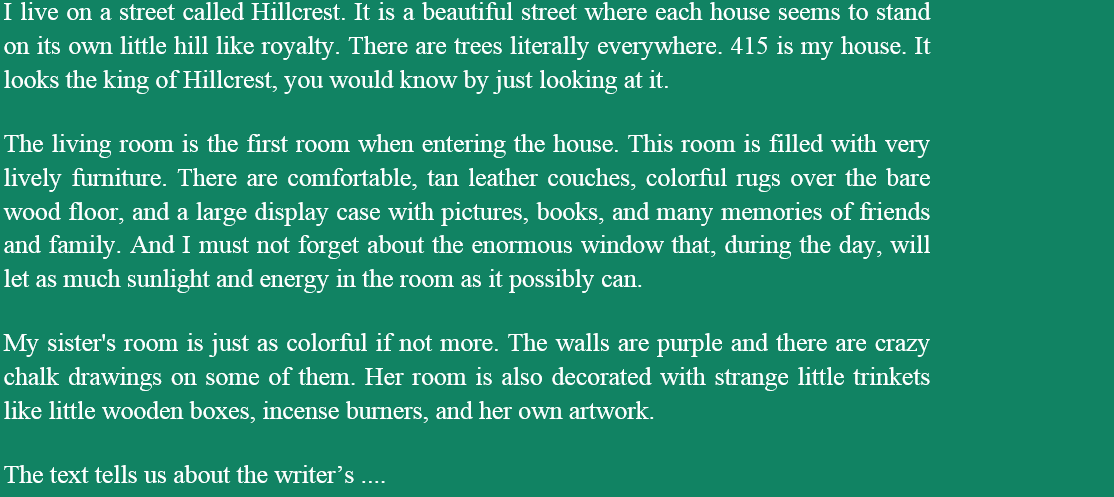 I live on a street called Hillcrest. It is a beautiful street where each house seems to stand
on its own little hill like royalty. There are trees literally everywhere. 415 is my house. It
looks the king of Hillcrest, you would know by just looking at it.
The living room is the first room when entering the house. This room is filled with very
lively furniture. There are comfortable, tan leather couches, colorful rugs over the bare
wood floor, and a large display case with pictures, books, and many memories of friends
and family. And I must not forget about the enormous window that, during the day, will
let as much sunlight and energy in the room as it possibly can.
My sister's room is just as colorful if not more. The walls are purple and there are crazy
chalk drawings on some of them. Her room is also decorated with strange little trinkets
like little wooden boxes, incense burners, and her own artwork.
The text tells us about the writer’s ....